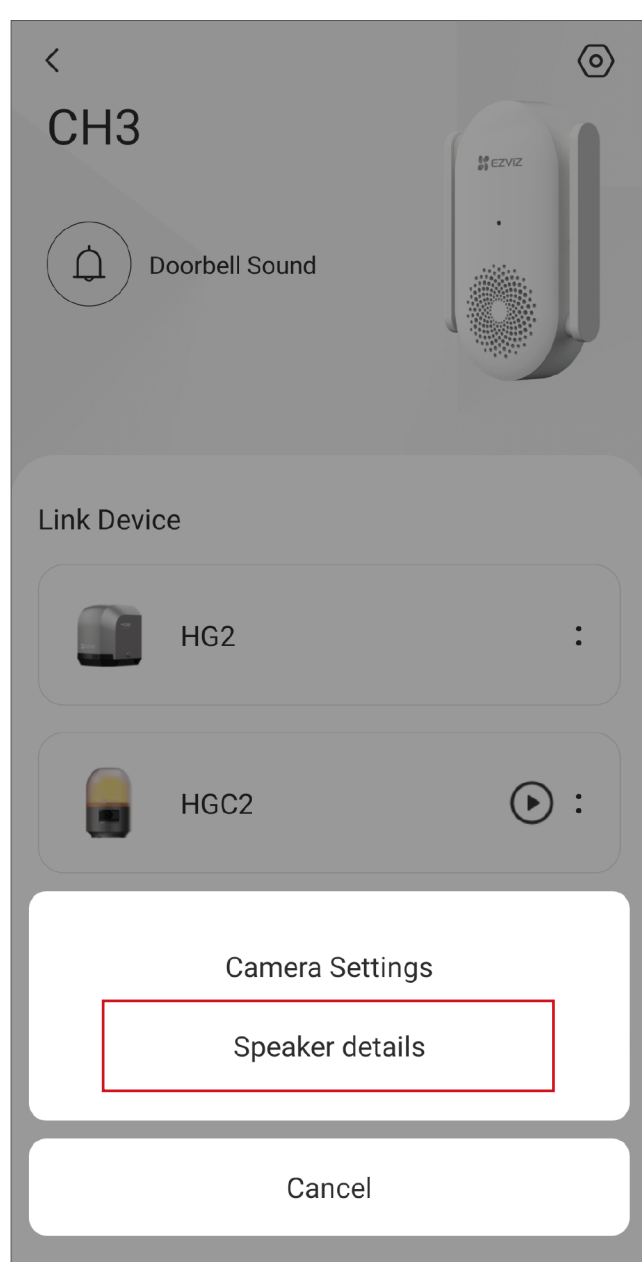 CH3
EZVIZ
Doorbell Sound
Link Device
HG2
HGC2
Camera Settings
Speaker details
Cancel